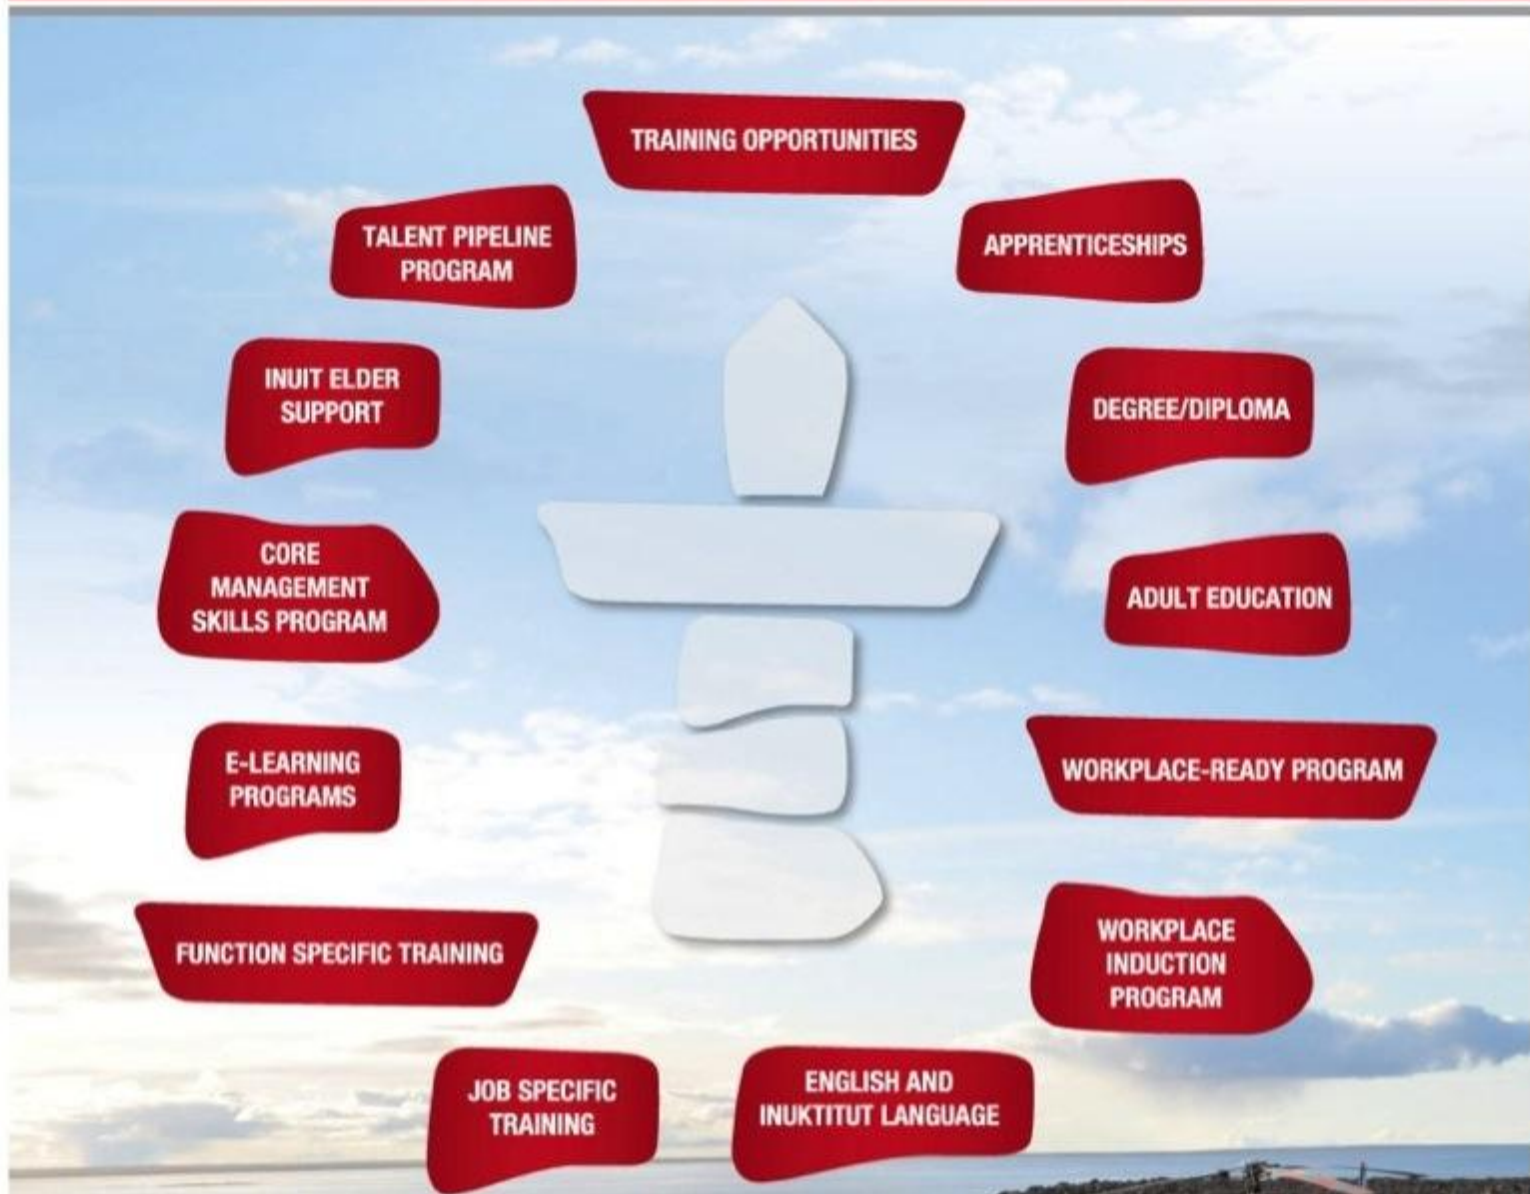 TRAINING OPPORTUNITIES
TALENT PIPELINE
PROGRAM
APPRENTICESHIPS
INUIT ELDER
SUPPORT
DEGREE/DIPLOMA
CORE
MANAGEMENT
SKILLS PROGRAM
ADULT EDUCATION
E-LEARNING
PROGRAMS
WORKPLACE-READY PROGRAM
FUNCTION SPECIFIC TRAINING
WORKPLACE
INDUCTION
PROGRAM
JOB SPECIFIC
TRAINING
ENGLISH AND
INUKTITUT LANGUAGE